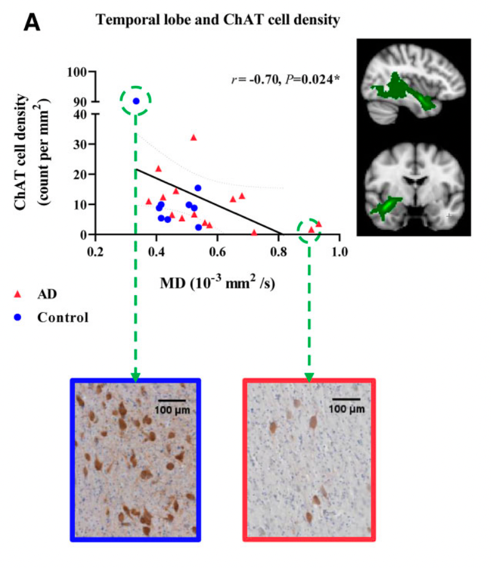 A
Temporal lobe and ChAT cell density
r = -0.70, P=0.024*
ChAT cell density
(count per mm²)
100
90
40
30
20
10
0
0.2 0.4 0.6 0.8 1.0
MD (10⁻³ mm² /s)
AD
Control
100 µm
100 µm